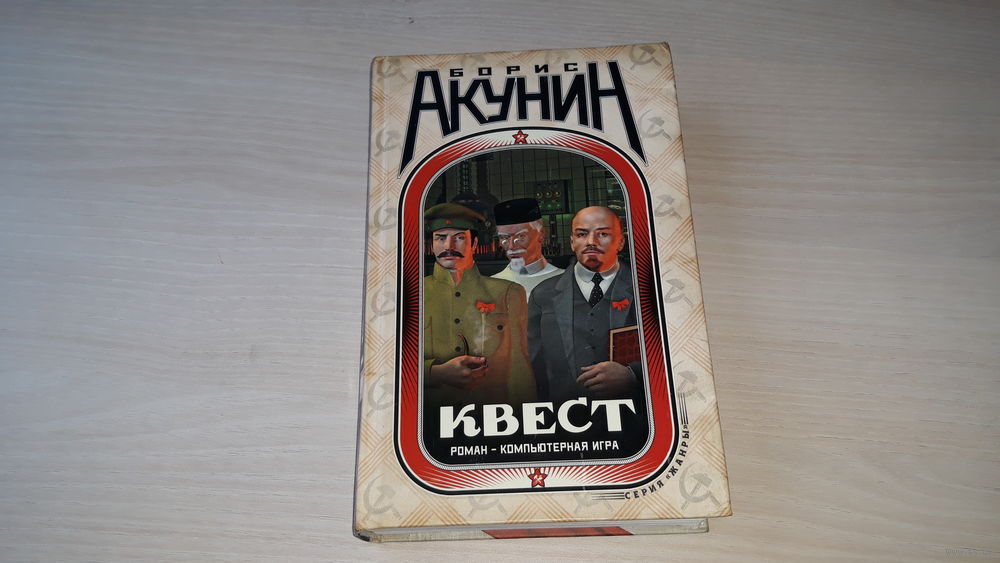 БОРИС
АКУНИН
КВЕСТ
РОМАН – КОМПЬЮТЕРНАЯ ИГРА
СЕРИЯ «ЖАНРЫ»